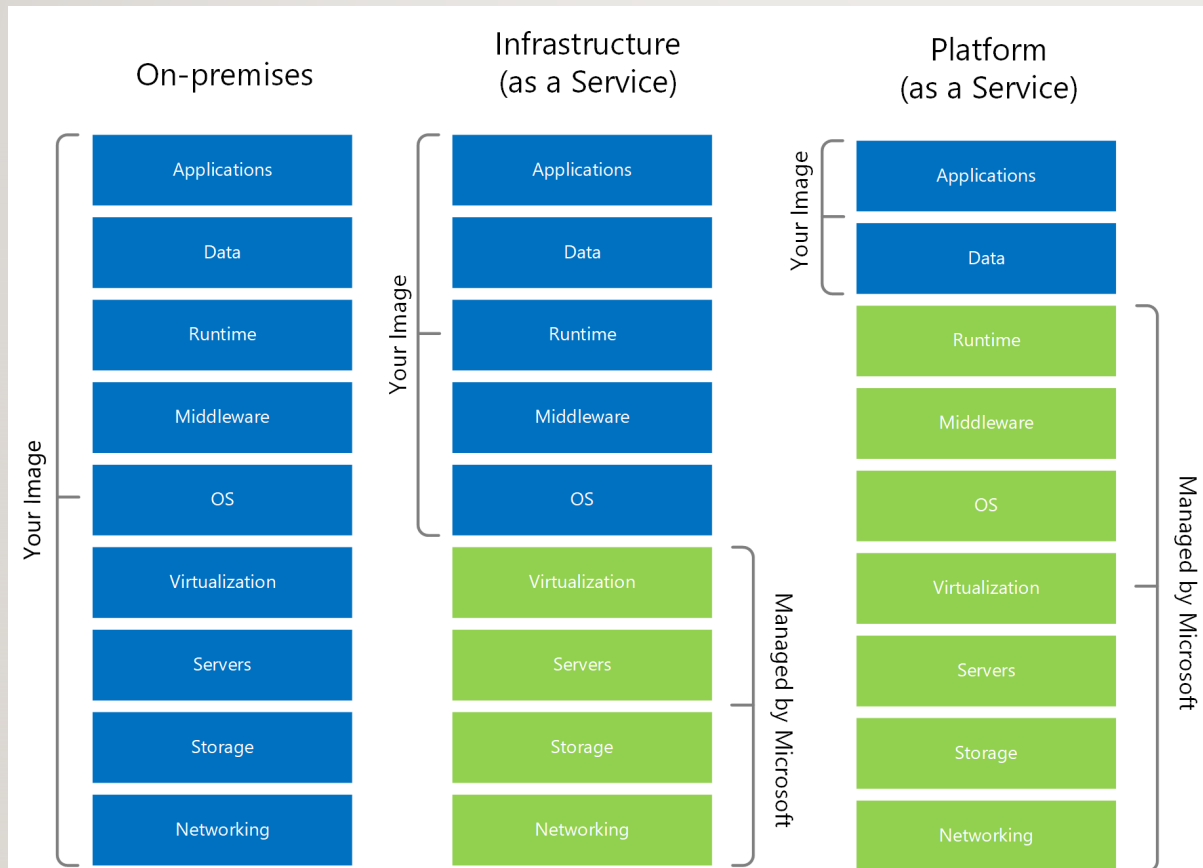 On-premises
Your Image
Applications
Data
Runtime
Middleware
OS
Virtualization
Servers
Storage
Networking
Infrastructure
(as a Service)
Your Image
Applications
Data
Runtime
Middleware
OS
Virtualization
Servers
Storage
Networking
Managed by Microsoft
Platform
(as a Service)
Your Image
Applications
Data
Runtime
Middleware
OS
Virtualization
Servers
Storage
Networking
Managed by Microsoft